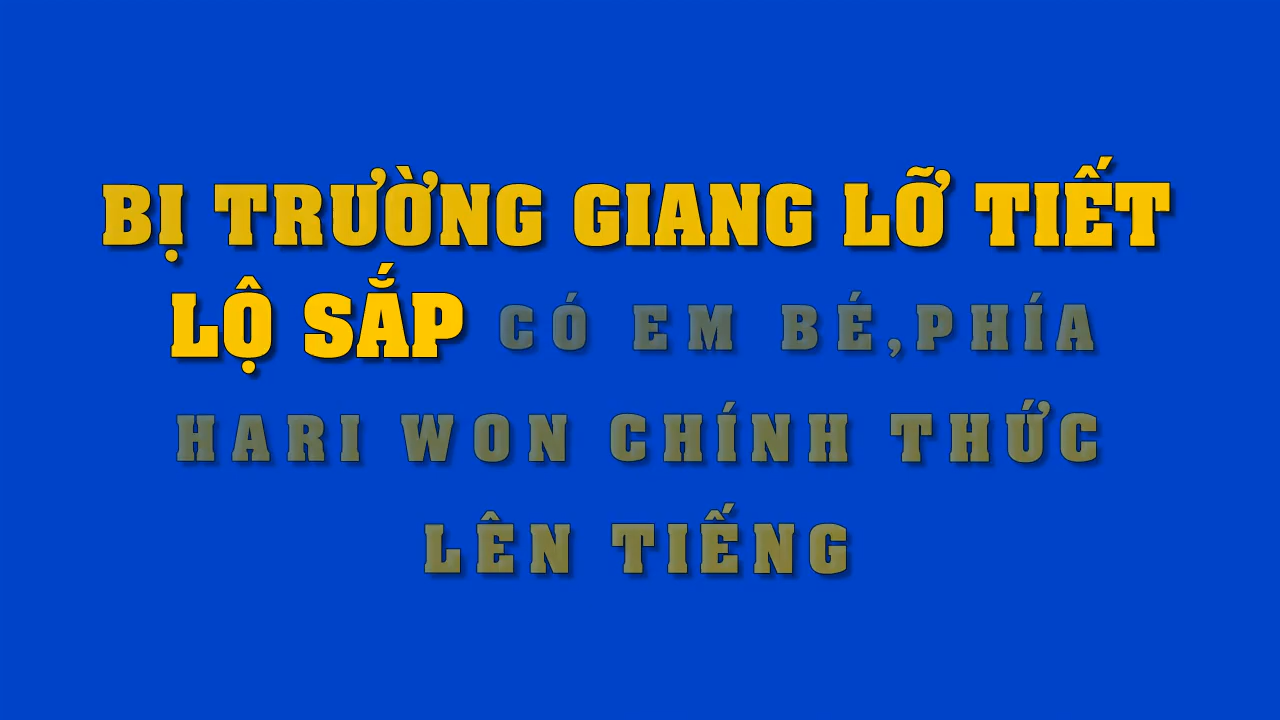 BỊ TRƯỜNG GIANG LỠ TIẾT
LỘ SẮP CÓ EM BÉ,PHÍA
HARI WON CHÍNH THỨC
LÊN TIẾNG